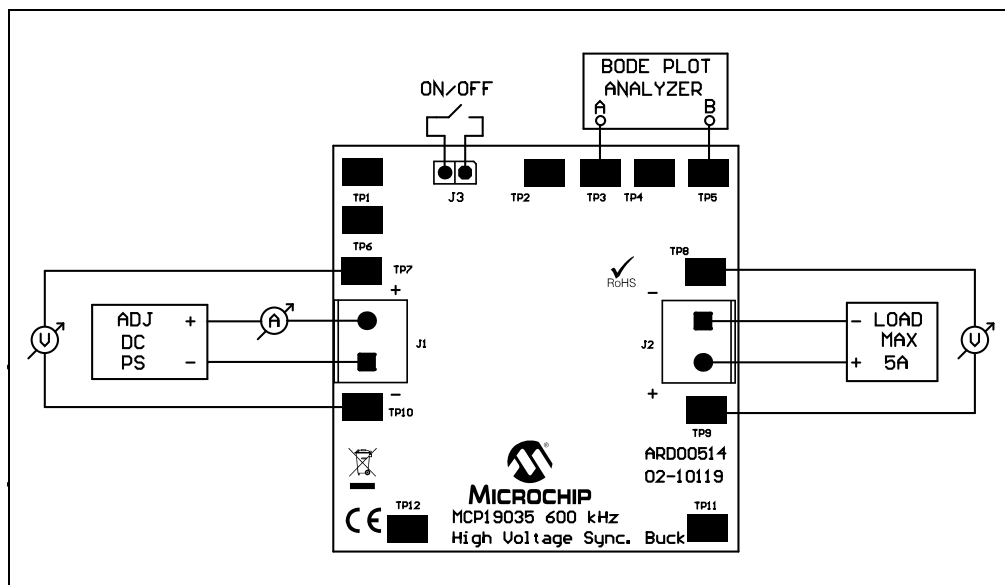 BODE PLOT
ANALYZER
A B
ON/OFF
TP1
J3
TP2 TP3 TP4 TP5
TP6
TP7
TP8
+
RoHS
-
ADJ +
DC
PS -
A
V
J1
J2
- LOAD
MAX
+ 5A
V
-
+
TP10
TP9
ARD00514
02-10119
MICROCHIP
®
TP12
CE
MCP19035 600 kHz
High Voltage Sync. Buck
TP11